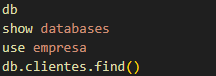 db
show databases
use empresa
db.clientes.find()